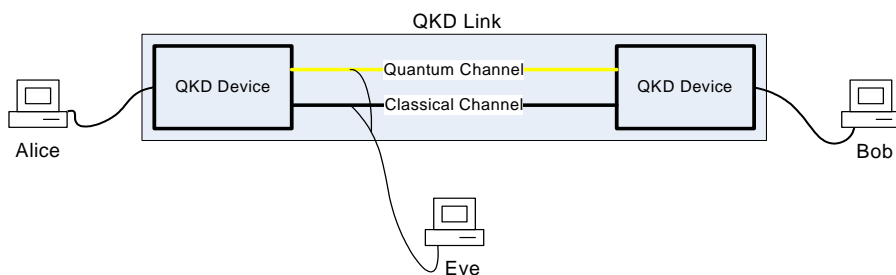 QKD Link
QKD Device
Quantum Channel
QKD Device
Classical Channel
Alice
Bob
Eve